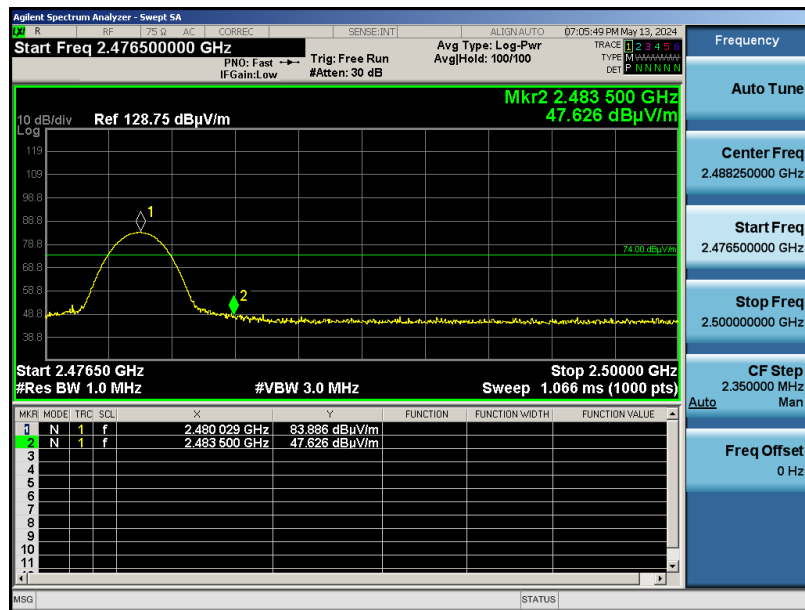 Agilent Spectrum Analyzer - Swept SA
LXI R RF 75 Ω AC CORREC SENSE:INT ALIGN AUTO 07:05:49 PM May 13, 2024
Start Freq 2.476500000 GHz
PNO: Fast
IFGain:Low
Trig: Free Run
#Atten: 30 dB
Avg Type: Log-Pwr
Avg|Hold: 100/100
TRACE 1 2 3 4 5 6
TYPE M
DET P N N N N N
Mkr2 2.483 500 GHz
47.626 dBµV/m
10 dB/div Ref 128.75 dBµV/m
Log
119
109
98.8
88.8
78.8
68.8
58.8
48.8
38.8
1
2
74.00 dBµV/m
Start 2.47650 GHz Stop 2.50000 GHz
#Res BW 1.0 MHz #VBW 3.0 MHz Sweep 1.066 ms (1000 pts)
MKR MODE TRC SCL X Y FUNCTION FUNCTION WIDTH FUNCTION VALUE
1 N 1 f 2.480 029 GHz 83.886 dBµV/m
2 N 1 f 2.483 500 GHz 47.626 dBµV/m
3
4
5
6
7
8
9
10
11
MSG STATUS
Frequency
Auto Tune
Center Freq
2.488250000 GHz
Start Freq
2.476500000 GHz
Stop Freq
2.500000000 GHz
CF Step
2.350000 MHz
Auto Man
Freq Offset
0 Hz